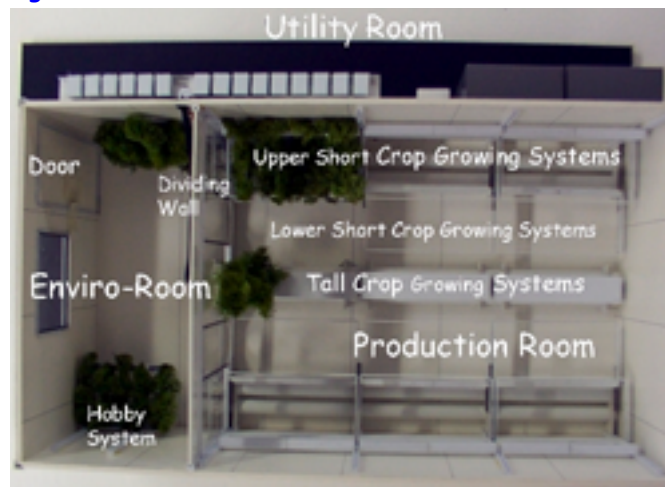 Utility Room
Door
Upper Short Crop Growing Systems
Dividing
Wall
Lower Short Crop Growing Systems
Enviro-Room
Tall Crop Growing Systems
Production Room
Hobby
System